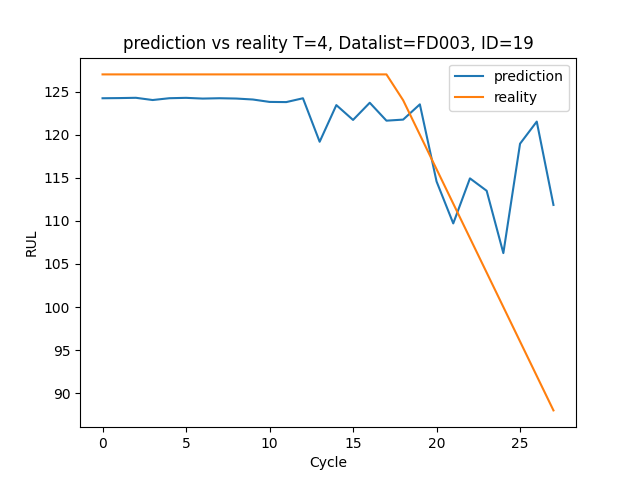 prediction vs reality T=4, Datalist=FD003, ID=19
prediction
reality
125
120
115
110
105
100
95
90
RUL
0 5 10 15 20 25
Cycle